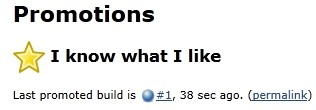 Promotions
I know what I like
Last promoted build is #1, 38 sec ago. (permalink)